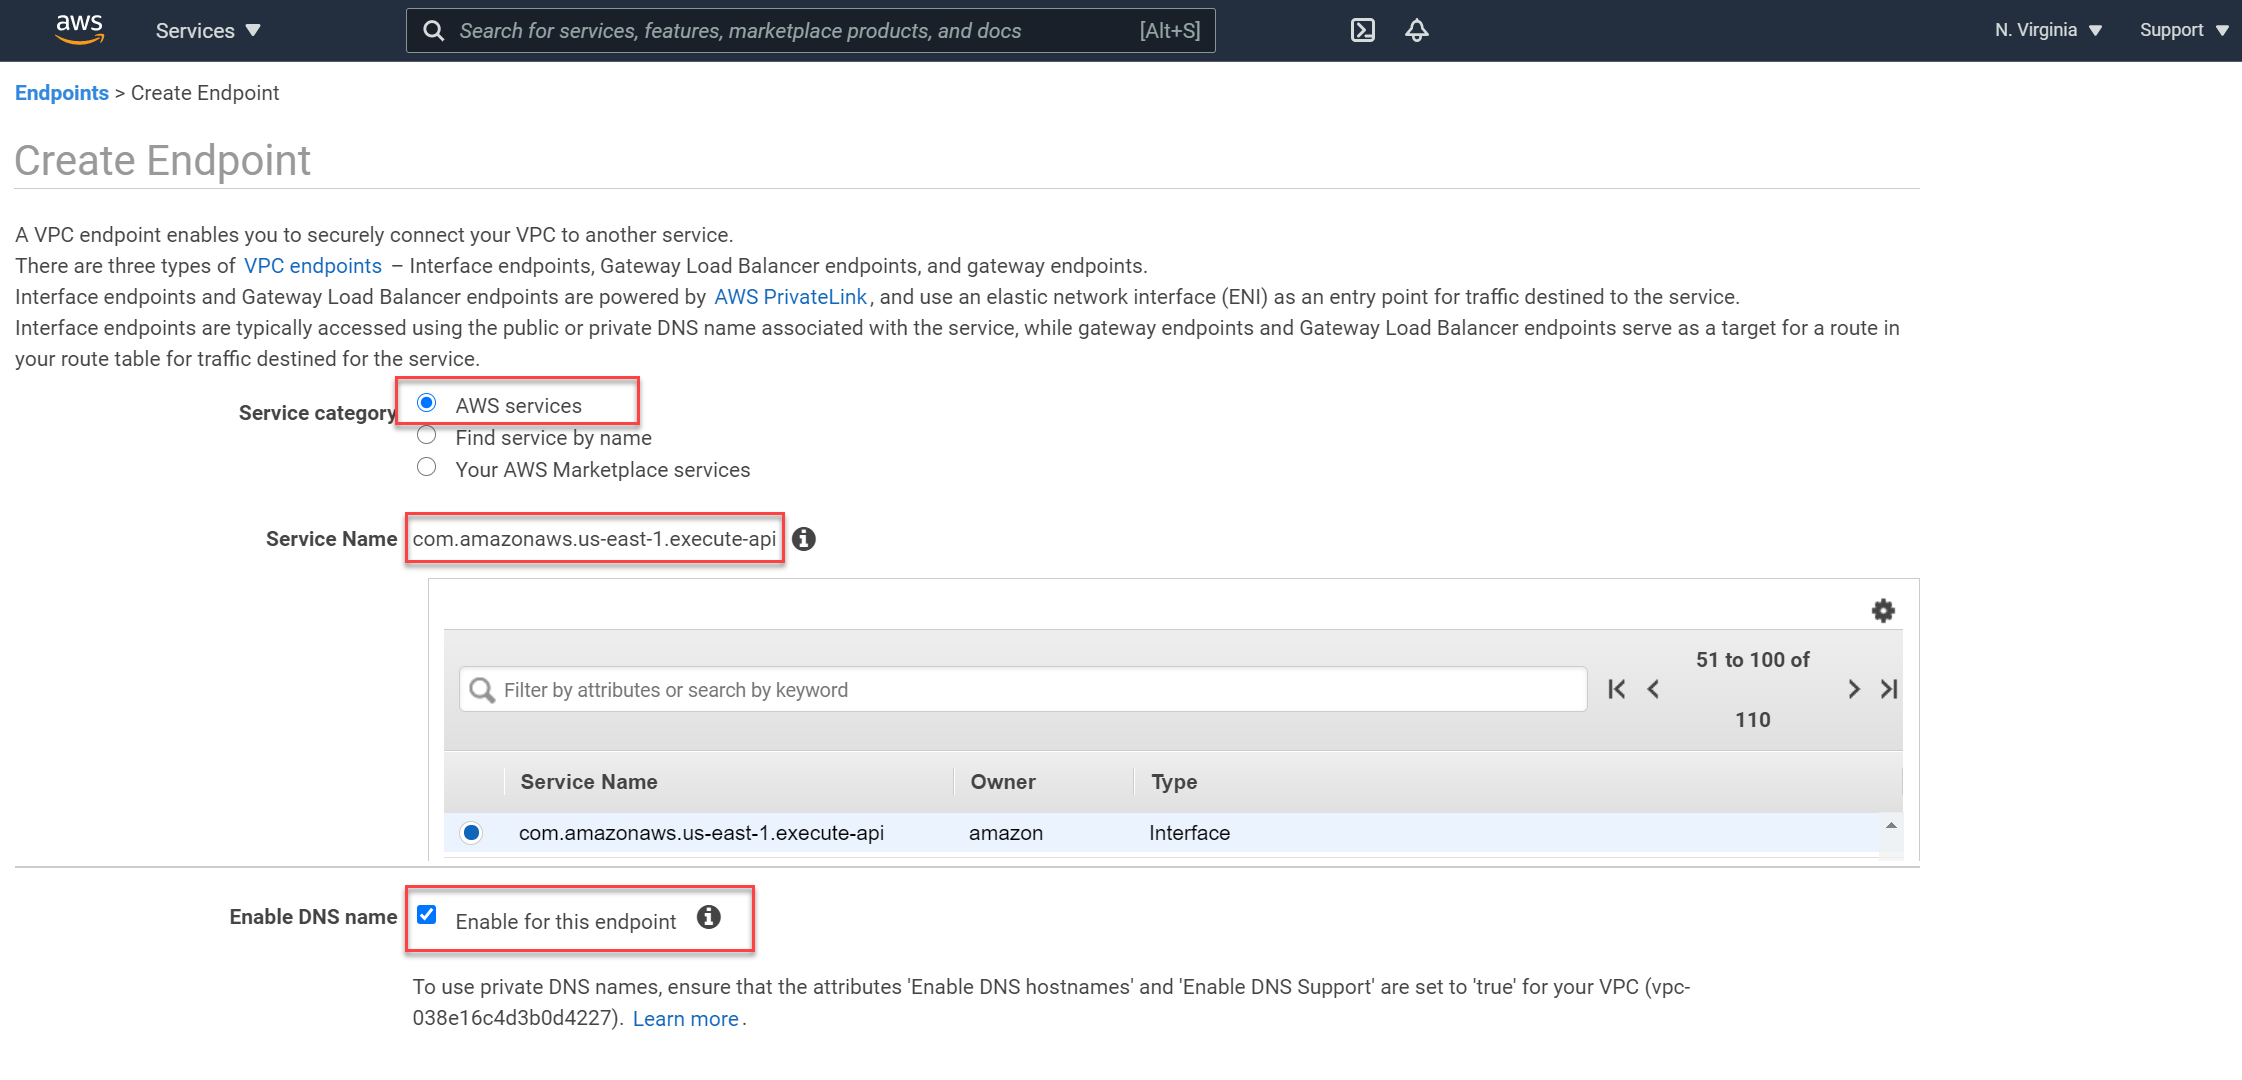 aws
Services
Search for services, features, marketplace products, and docs
[Alt+S]
N. Virginia
Support
Endpoints > Create Endpoint
Create Endpoint
A VPC endpoint enables you to securely connect your VPC to another service.
There are three types of VPC endpoints – Interface endpoints, Gateway Load Balancer endpoints, and gateway endpoints.
Interface endpoints and Gateway Load Balancer endpoints are powered by AWS PrivateLink, and use an elastic network interface (ENI) as an entry point for traffic destined to the service.
Interface endpoints are typically accessed using the public or private DNS name associated with the service, while gateway endpoints and Gateway Load Balancer endpoints serve as a target for a route in
your route table for traffic destined for the service.
Service category
AWS services
Find service by name
Your AWS Marketplace services
Service Name
com.amazonaws.us-east-1.execute-api
Filter by attributes or search by keyword
51 to 100 of
110
Service Name
Owner
Type
com.amazonaws.us-east-1.execute-api
amazon
Interface
Enable DNS name
Enable for this endpoint
To use private DNS names, ensure that the attributes 'Enable DNS hostnames' and 'Enable DNS Support' are set to 'true' for your VPC (vpc-
038e16c4d3b0d4227). Learn more.